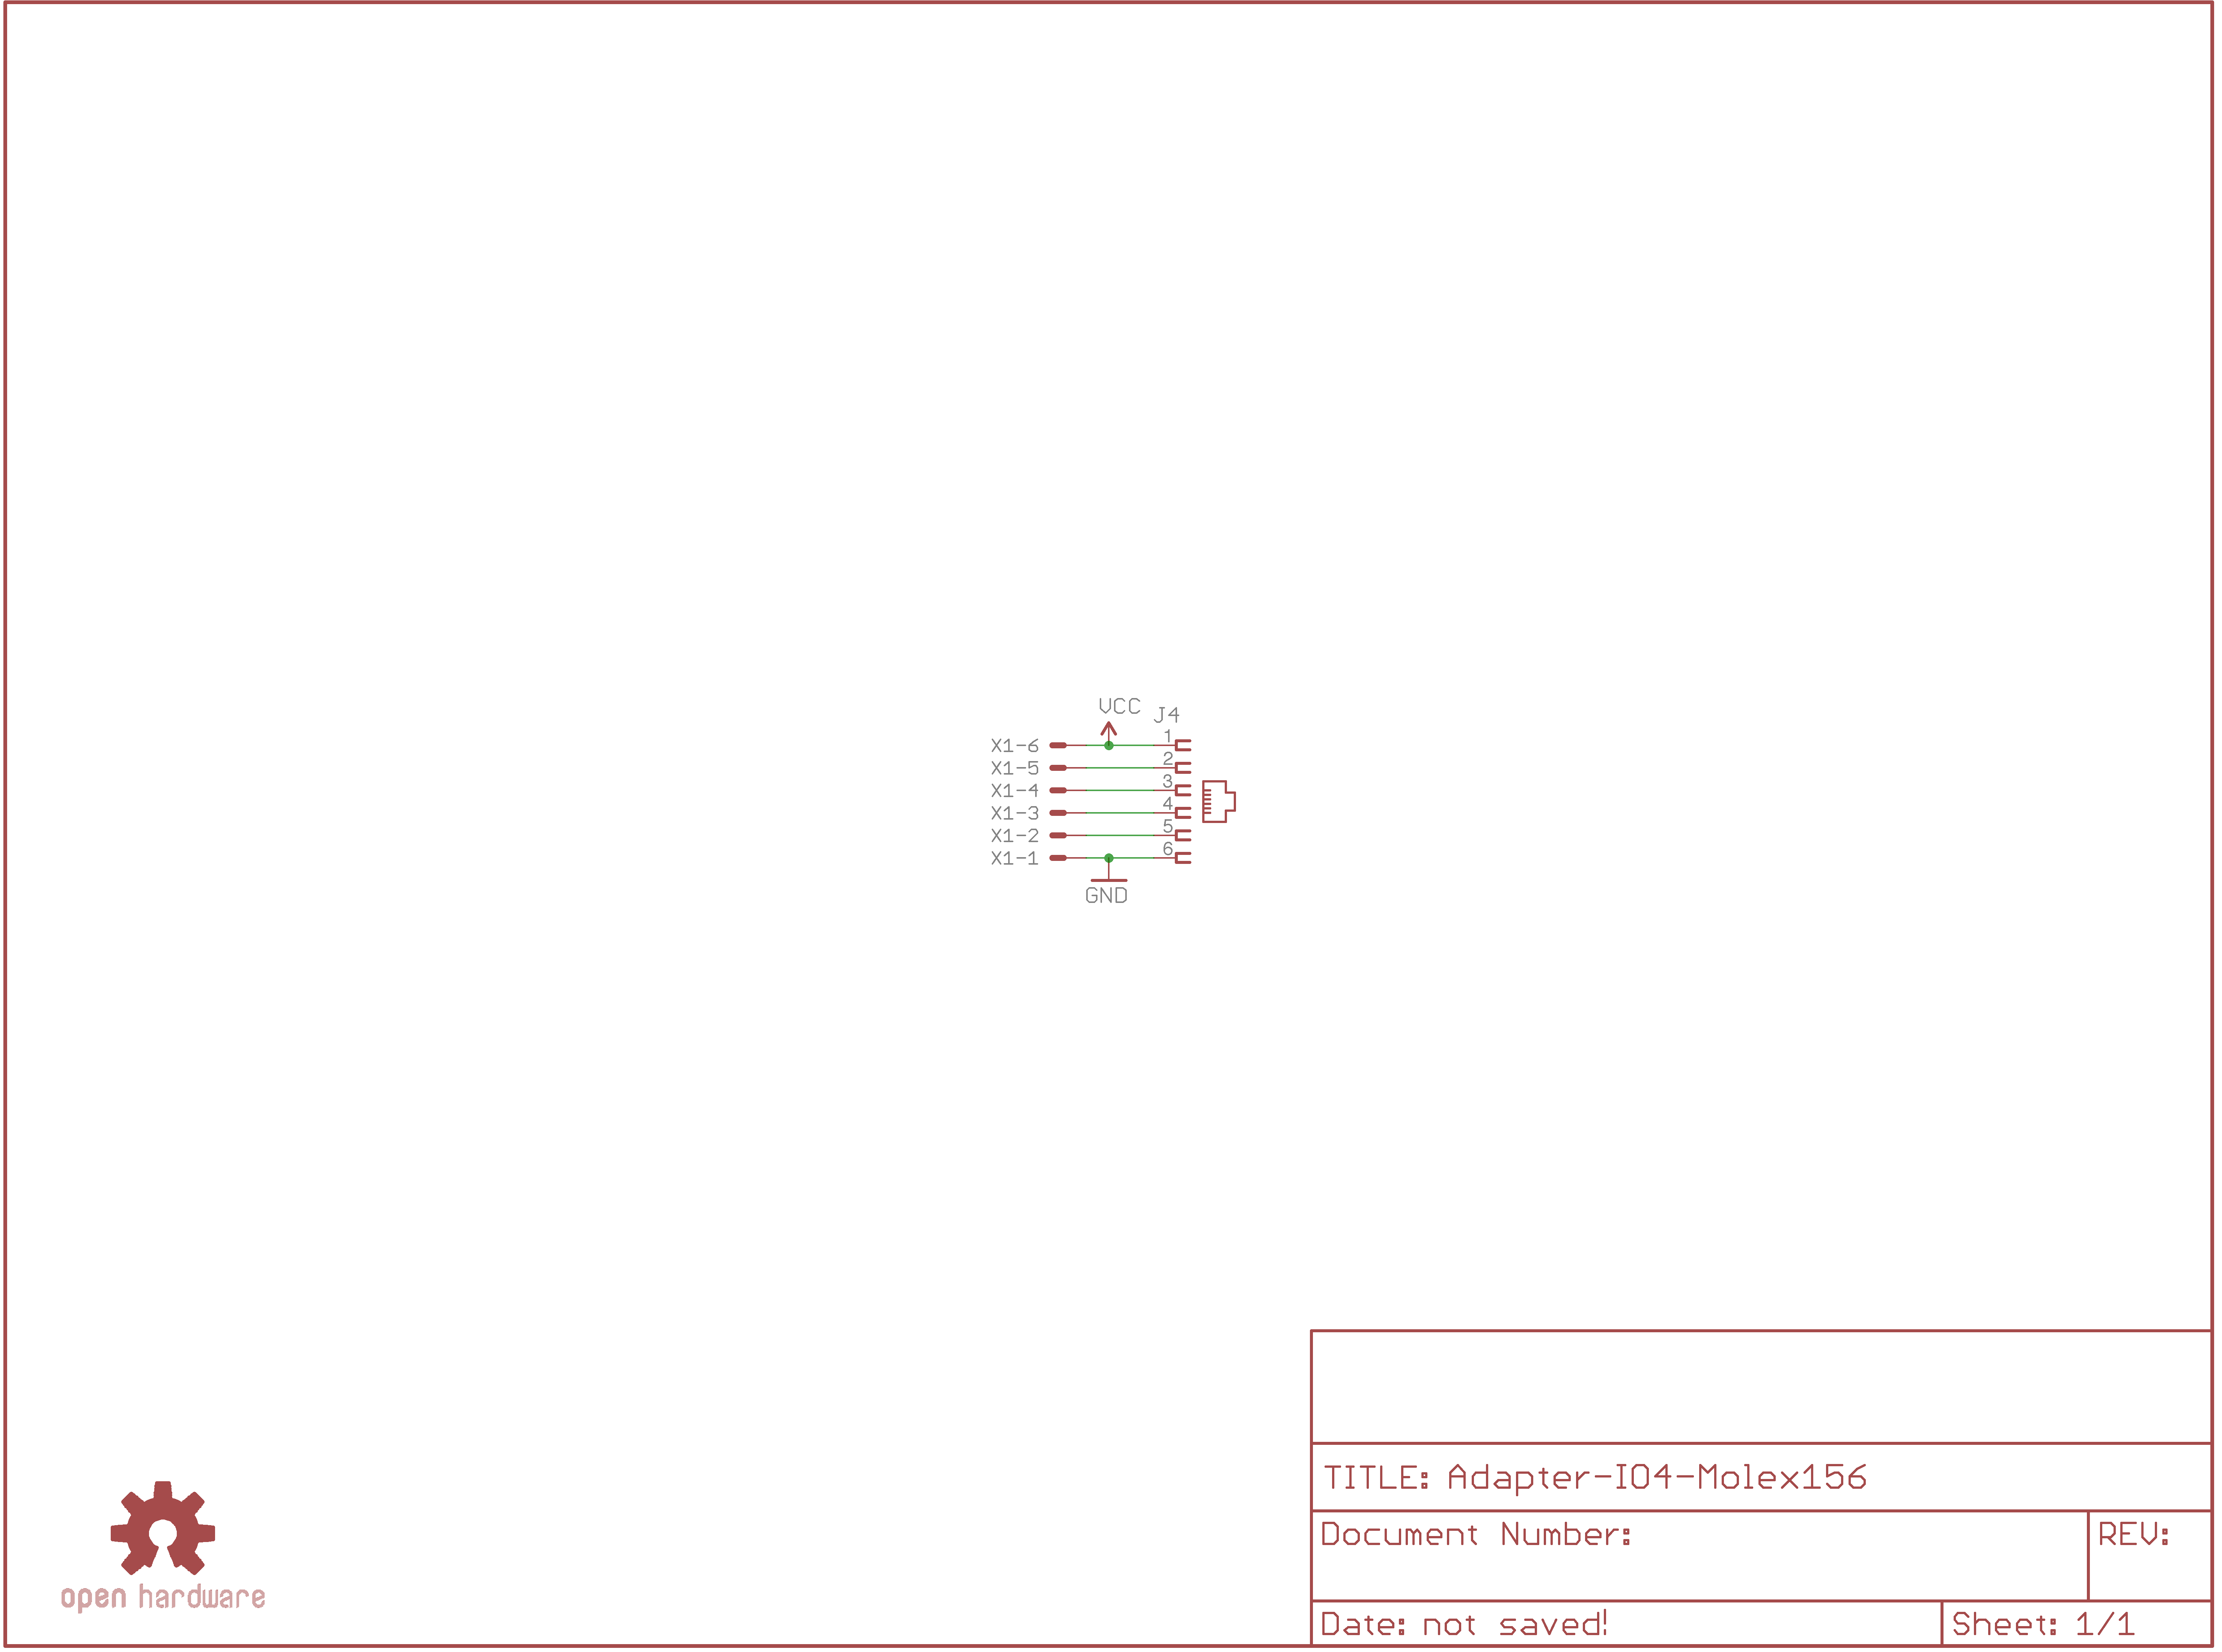 VCC
J4
X1-6 1
X1-5 2
X1-4 3
X1-3 4
X1-2 5
X1-1 6
GND
TITLE: Adapter-IO4-Molex156
Document Number:
REV:
Date: not saved!
Sheet: 1/1
open hardware